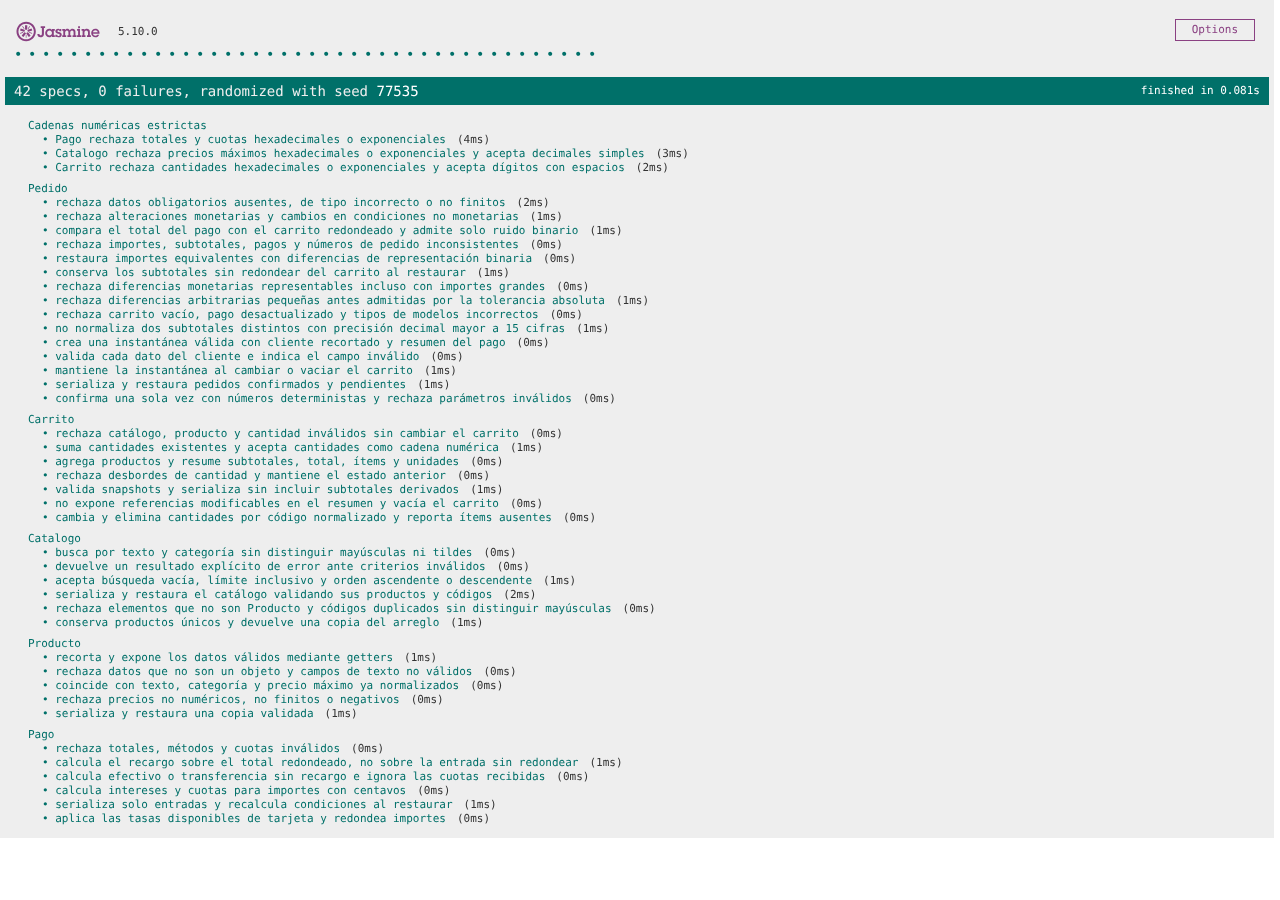 Jasmine 5.10.0 Options
42 specs, 0 failures, randomized with seed 77535 finished in 0.081s
Cadenas numéricas estrictas
• Pago rechaza totales y cuotas hexadecimales o exponenciales (4ms)
• Catalogo rechaza precios máximos hexadecimales o exponenciales y acepta decimales simples (3ms)
• Carrito rechaza cantidades hexadecimales o exponenciales y acepta dígitos con espacios (2ms)
Pedido
• rechaza datos obligatorios ausentes, de tipo incorrecto o no finitos (2ms)
• rechaza alteraciones monetarias y cambios en condiciones no monetarias (1ms)
• compara el total del pago con el carrito redondeado y admite solo ruido binario (1ms)
• rechaza importes, subtotales, pagos y números de pedido inconsistentes (0ms)
• restaura importes equivalentes con diferencias de representación binaria (0ms)
• conserva los subtotales sin redondear del carrito al restaurar (1ms)
• rechaza diferencias monetarias representables incluso con importes grandes (0ms)
• rechaza diferencias arbitrarias pequeñas antes admitidas por la tolerancia absoluta (1ms)
• rechaza carrito vacío, pago desactualizado y tipos de modelos incorrectos (0ms)
• no normaliza dos subtotales distintos con precisión decimal mayor a 15 cifras (1ms)
• crea una instantánea válida con cliente recortado y resumen del pago (0ms)
• valida cada dato del cliente e indica el campo inválido (0ms)
• mantiene la instantánea al cambiar o vaciar el carrito (1ms)
• serializa y restaura pedidos confirmados y pendientes (1ms)
• confirma una sola vez con números deterministas y rechaza parámetros inválidos (0ms)
Carrito
• rechaza catálogo, producto y cantidad inválidos sin cambiar el carrito (0ms)
• suma cantidades existentes y acepta cantidades como cadena numérica (1ms)
• agrega productos y resume subtotales, total, ítems y unidades (0ms)
• rechaza desbordes de cantidad y mantiene el estado anterior (0ms)
• valida snapshots y serializa sin incluir subtotales derivados (1ms)
• no expone referencias modificables en el resumen y vacía el carrito (0ms)
• cambia y elimina cantidades por código normalizado y reporta ítems ausentes (0ms)
Catalogo
• busca por texto y categoría sin distinguir mayúsculas ni tildes (0ms)
• devuelve un resultado explícito de error ante criterios inválidos (0ms)
• acepta búsqueda vacía, límite inclusivo y orden ascendente o descendente (1ms)
• serializa y restaura el catálogo validando sus productos y códigos (2ms)
• rechaza elementos que no son Producto y códigos duplicados sin distinguir mayúsculas (0ms)
• conserva productos únicos y devuelve una copia del arreglo (1ms)
Producto
• recorta y expone los datos válidos mediante getters (1ms)
• rechaza datos que no son un objeto y campos de texto no válidos (0ms)
• coincide con texto, categoría y precio máximo ya normalizados (0ms)
• rechaza precios no numéricos, no finitos o negativos (0ms)
• serializa y restaura una copia validada (1ms)
Pago
• rechaza totales, métodos y cuotas inválidos (0ms)
• calcula el recargo sobre el total redondeado, no sobre la entrada sin redondear (1ms)
• calcula efectivo o transferencia sin recargo e ignora las cuotas recibidas (0ms)
• calcula intereses y cuotas para importes con centavos (0ms)
• serializa solo entradas y recalcula condiciones al restaurar (1ms)
• aplica las tasas disponibles de tarjeta y redondea importes (0ms)